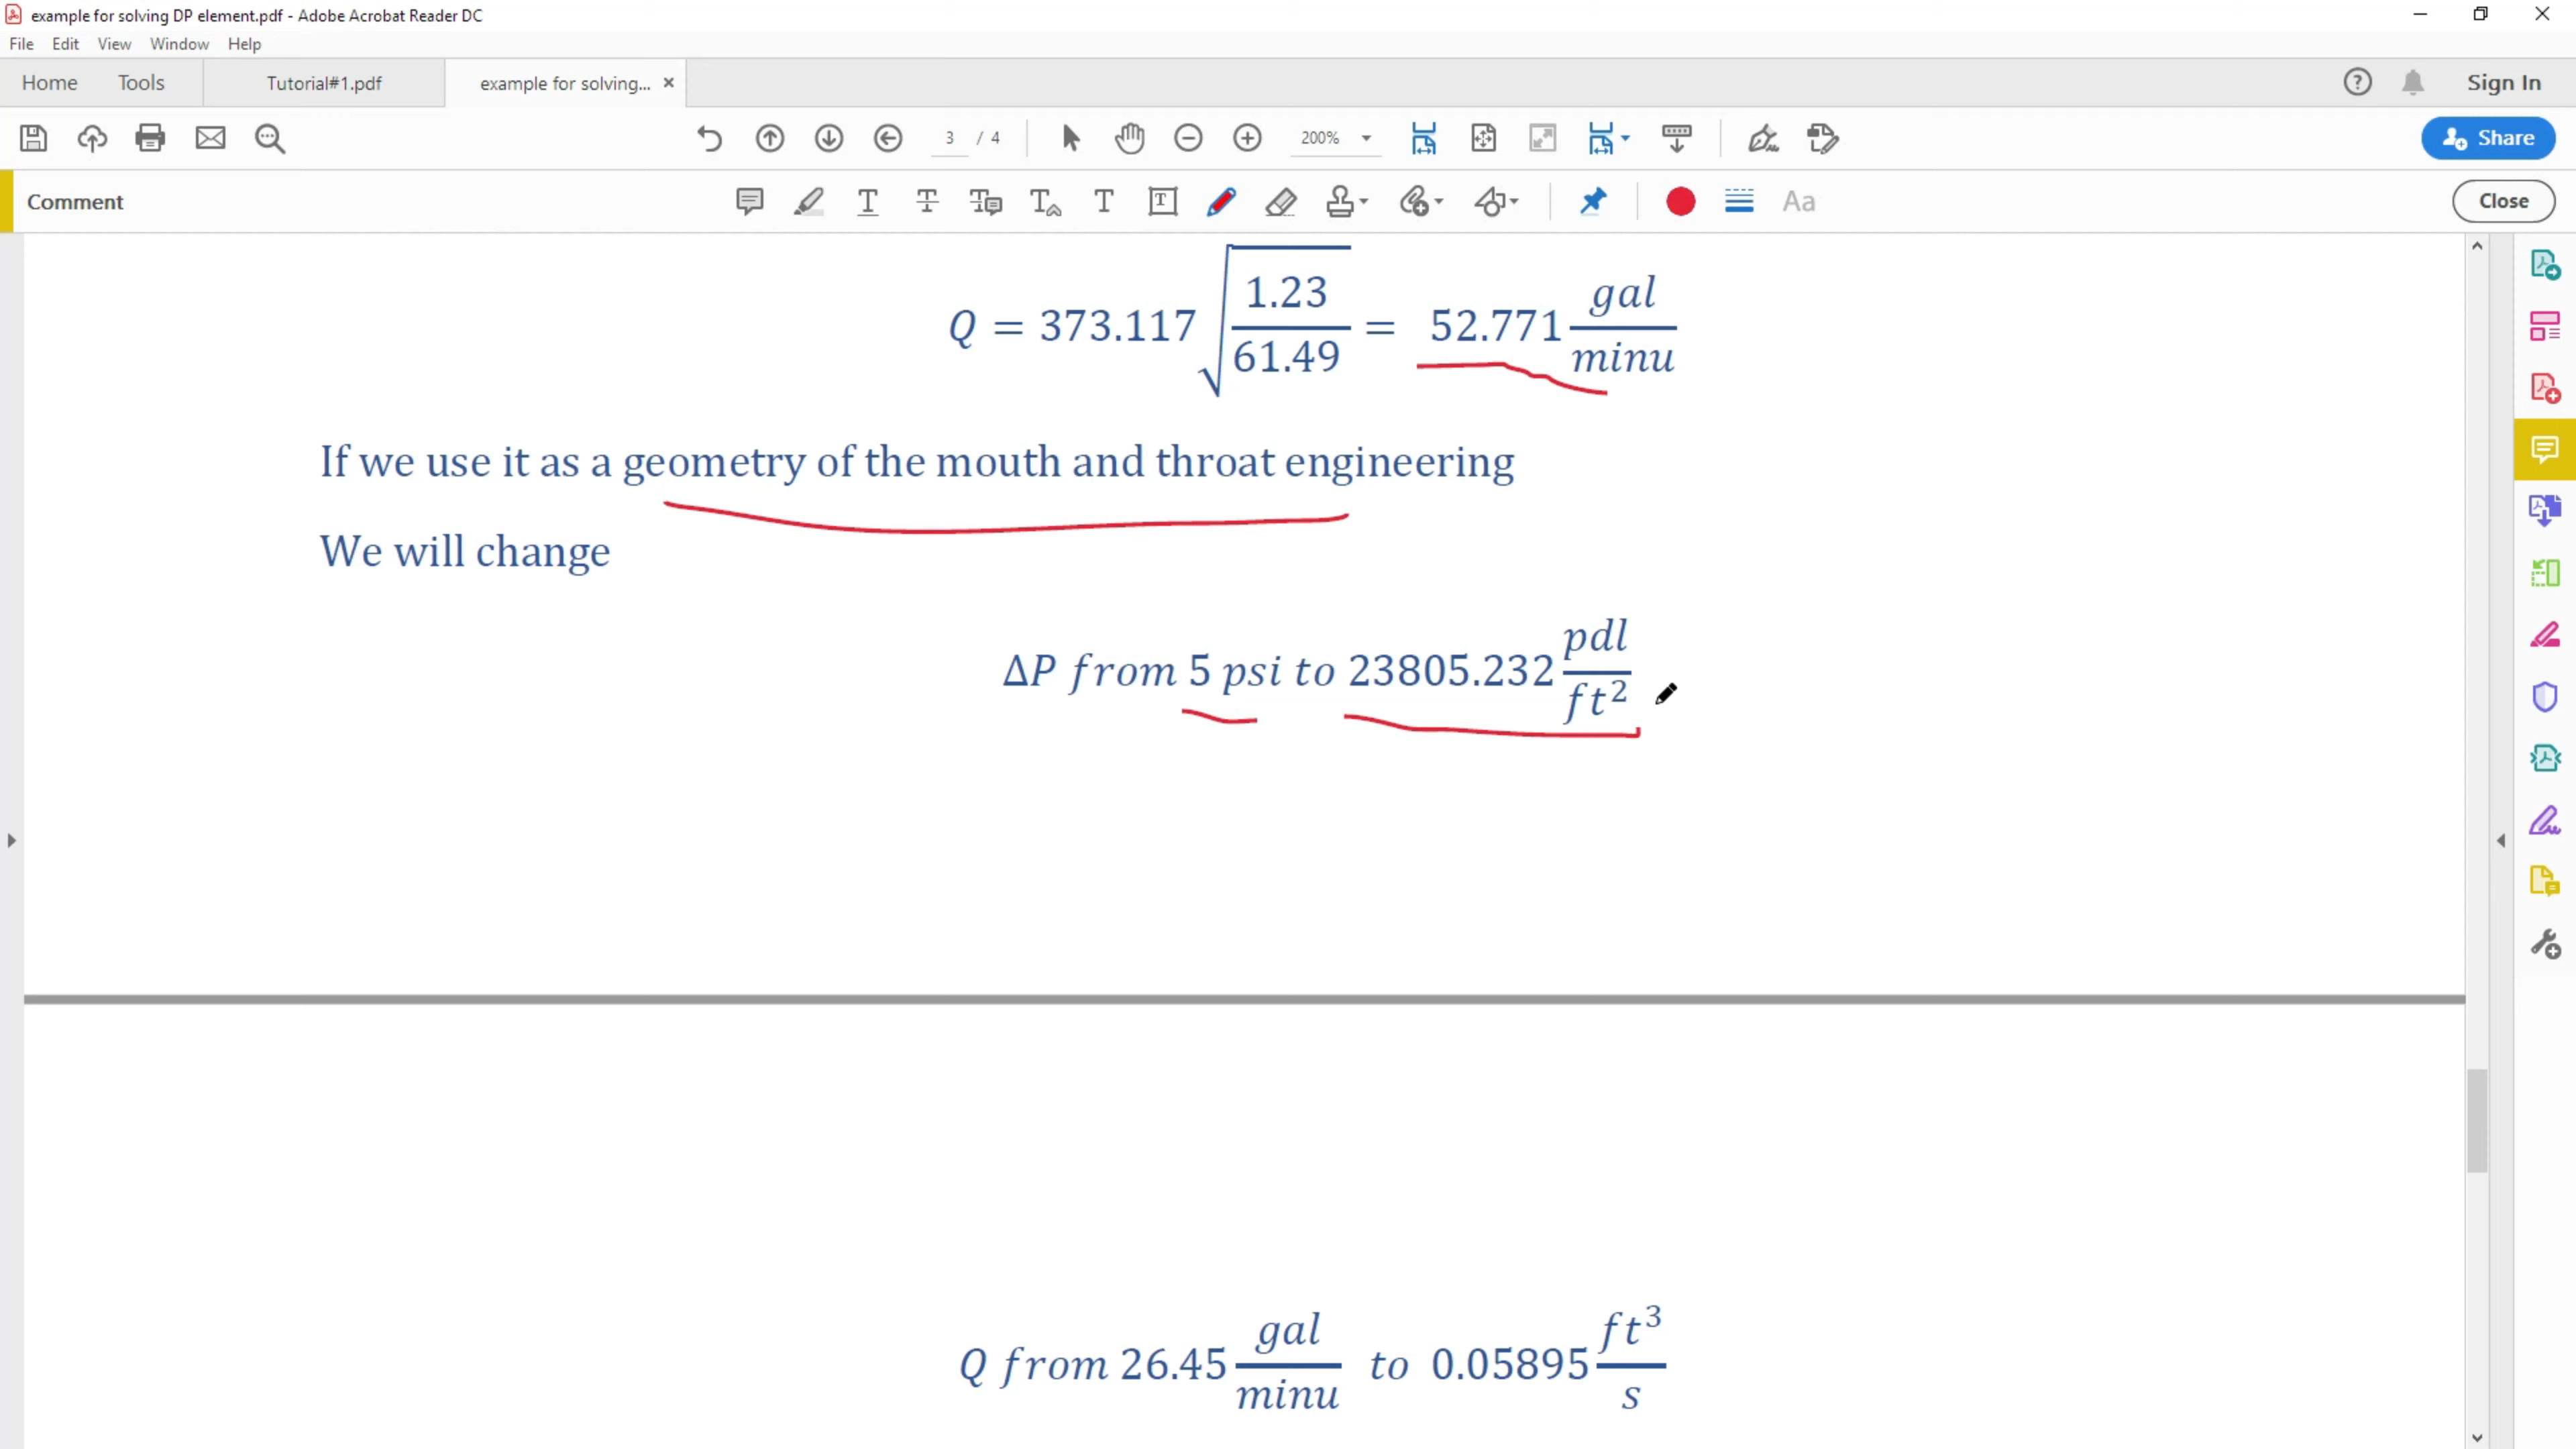 example for solving DP element.pdf - Adobe Acrobat Reader DC
File Edit View Window Help
Home Tools Tutorial#1.pdf example for solving... × Sign In
3 / 4 200% Share
Comment Aa Close
Q = 373.117 √(1.23/61.49) = 52.771 gal/minu
If we use it as a geometry of the mouth and throat engineering
We will change
ΔP from 5 psi to 23805.232 pdl/ft²
Q from 26.45 gal/minu to 0.05895 ft³/s